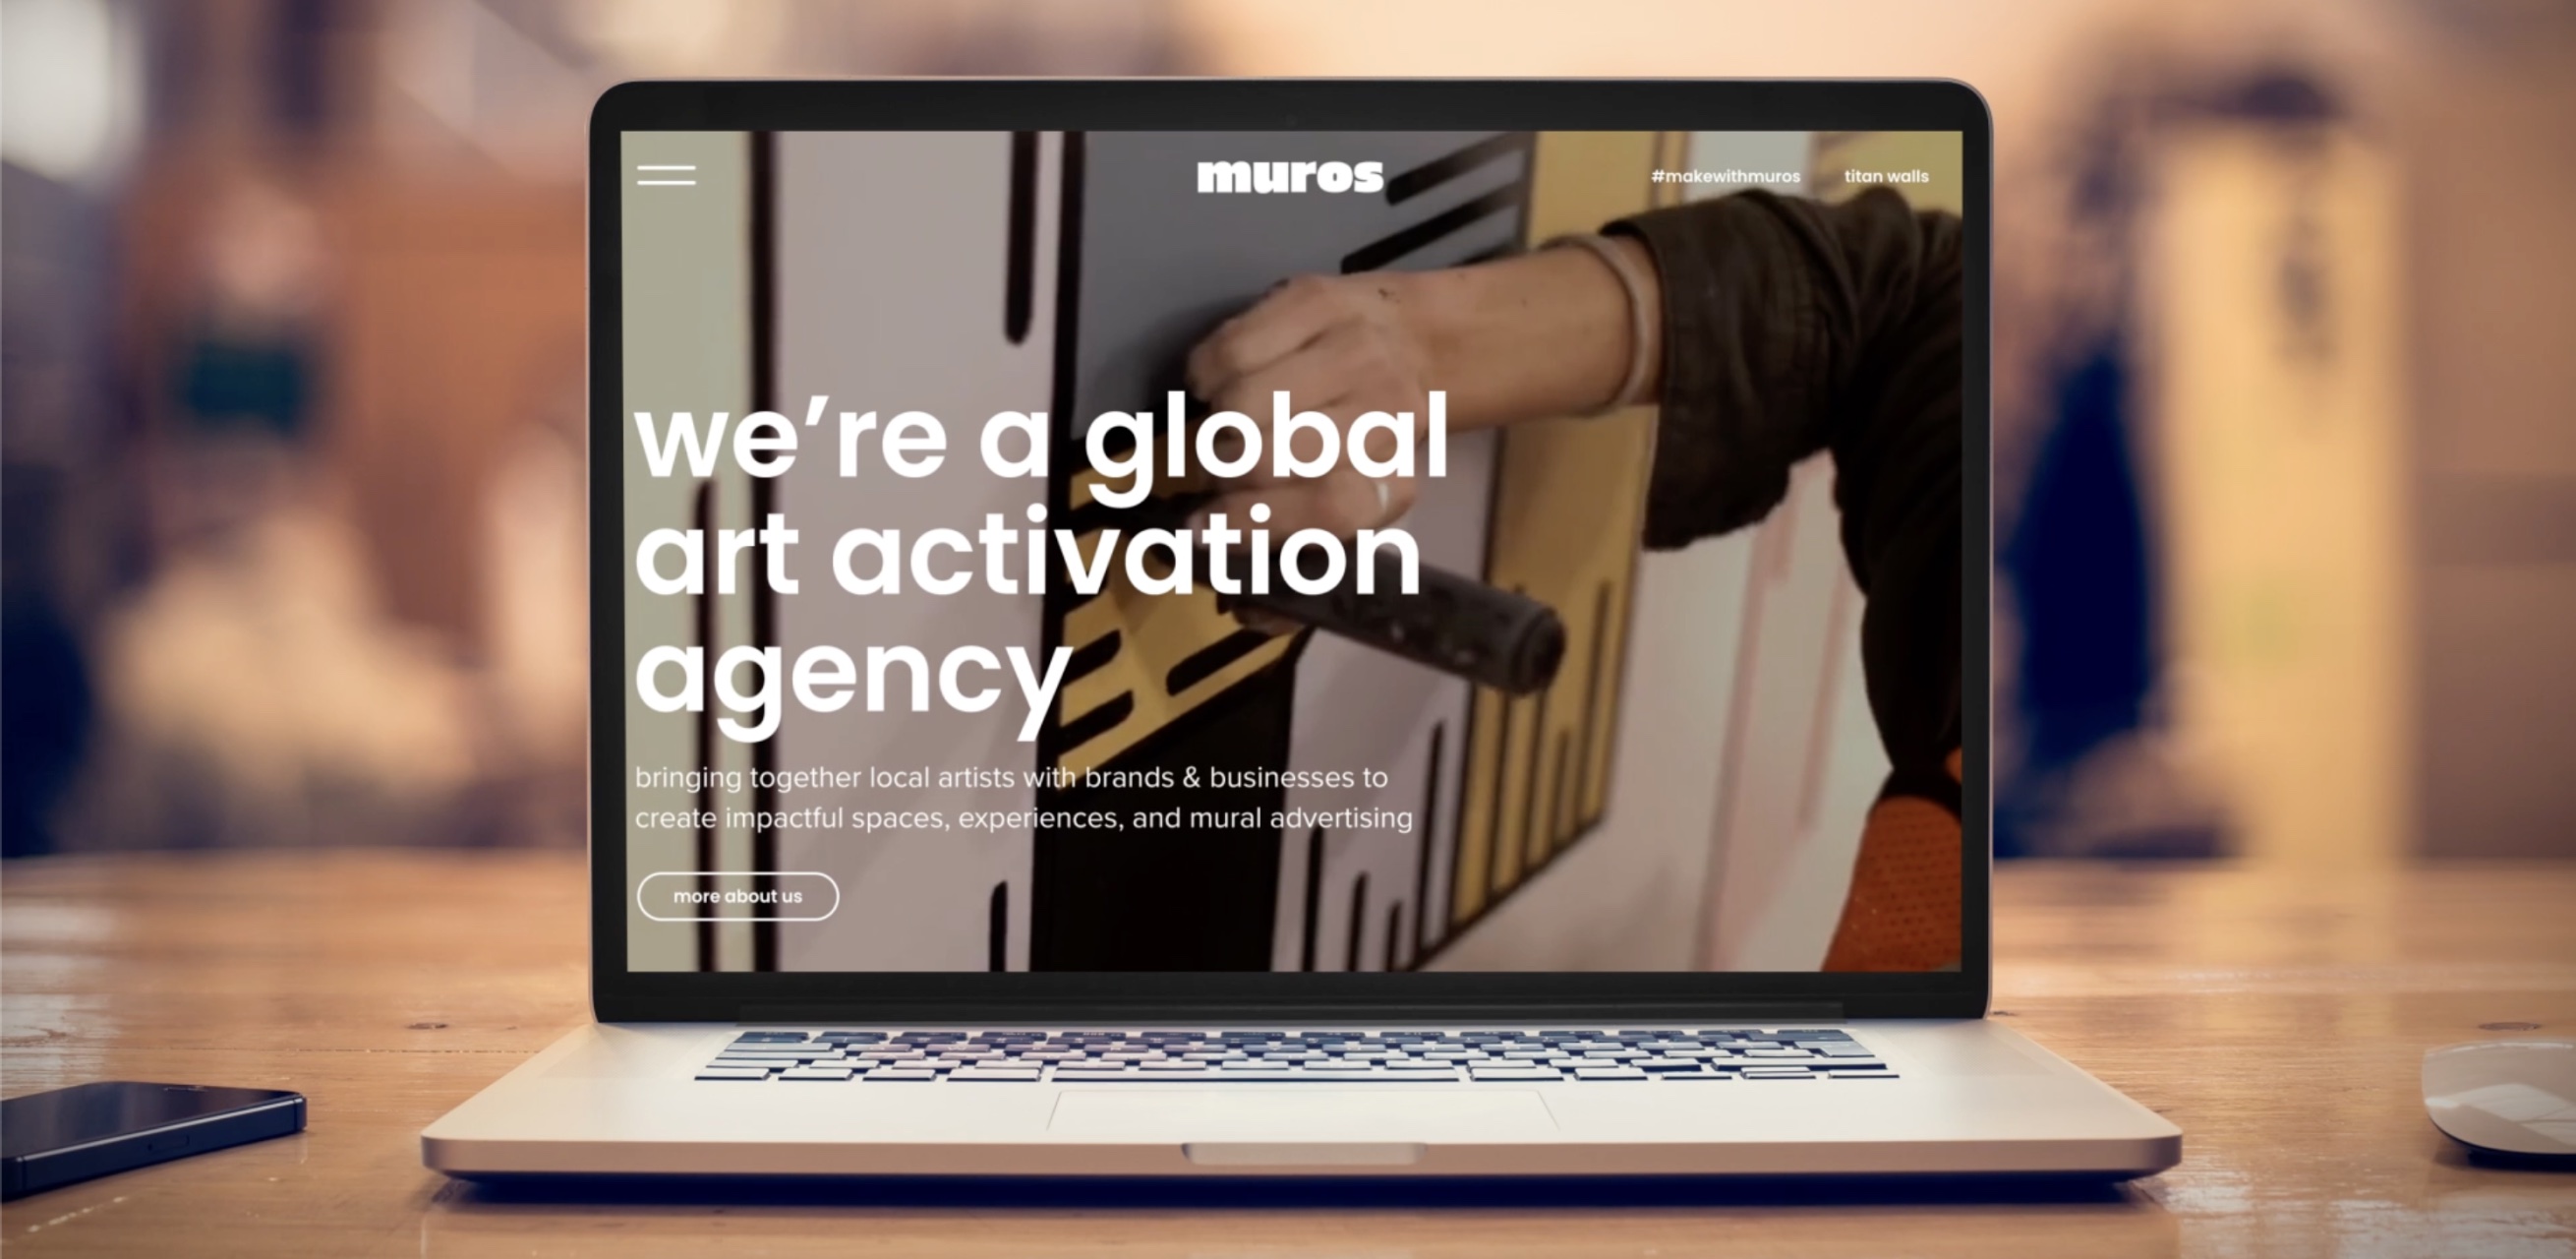 muros
#makewithmuros
titan walls
we're a global
art activation
agency
bringing together local artists with brands & businesses to
create impactful spaces, experiences, and mural advertising
more about us